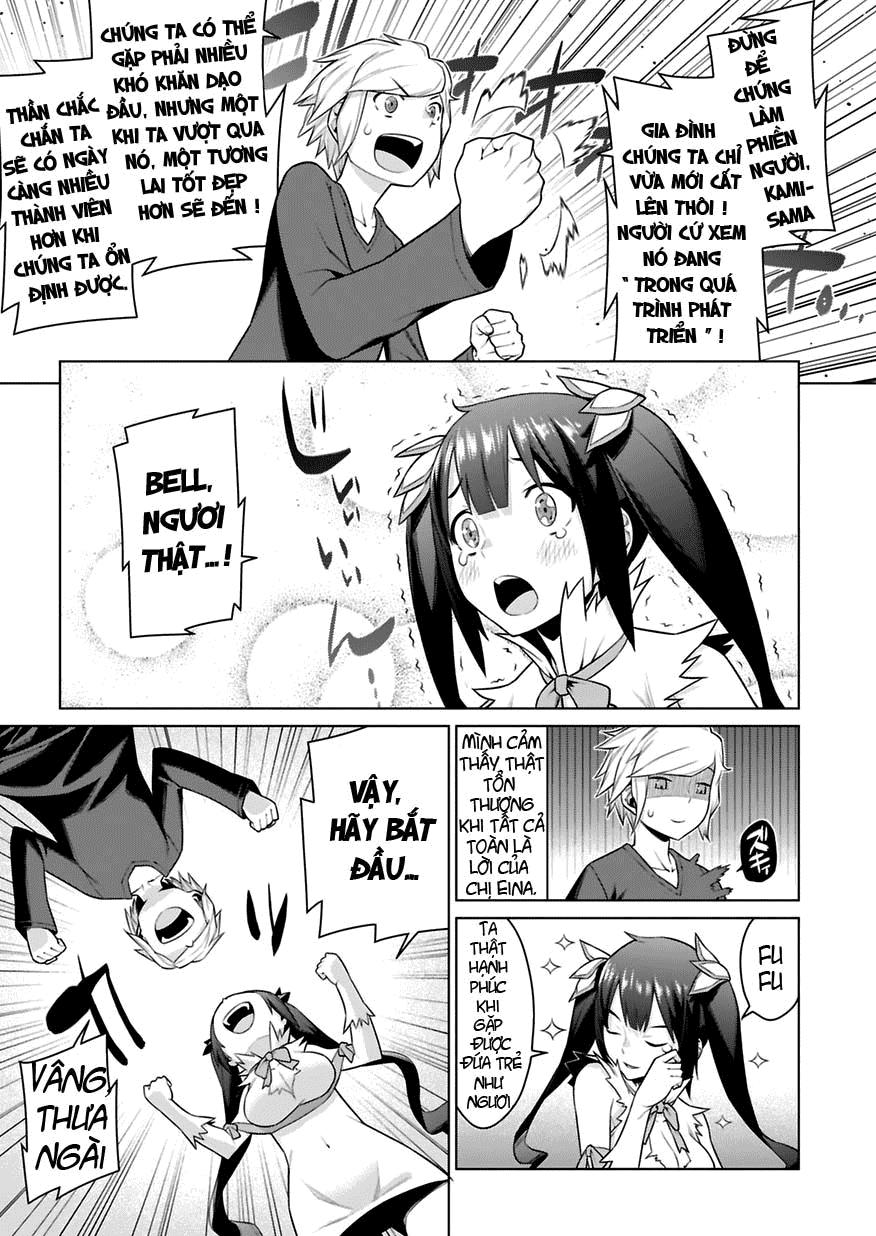 ĐỪNG
ĐỂ
CHÚNG
LÀM
PHIỀN
NGƯỜI,
KAMI-
SAMA
GIA ĐÌNH
CHÚNG TA CHỈ
VỪA MỚI CẤT
LÊN THÔI !
NGƯỜI CỨ XEM
NÓ ĐANG
“ TRONG QUÁ
TRÌNH PHÁT
TRIỂN ” !
CHÚNG TA CÓ THỂ
GẶP PHẢI NHIỀU
KHÓ KHĂN DẠO
ĐẦU, NHƯNG MỘT
KHI TA VƯỢT QUA
NÓ, MỘT TƯƠNG
LAI TỐT ĐẸP
HƠN SẼ ĐẾN !
THẦN CHẮC
CHẮN TA
SẼ CÓ NGÀY
CÀNG NHIỀU
THÀNH VIÊN
HƠN KHI
CHÚNG TA ỔN
ĐỊNH ĐƯỢC.
BELL,
NGƯƠI
THẬT...!
MÌNH CẢM
THẤY THẬT
TỔN
THƯƠNG
KHI TẤT CẢ
TOÀN LÀ
LỜI CỦA
CHỊ EINA.
ズキィ
FU
FU
TA
THẬT
HẠNH
PHÚC
KHI
GẶP
ĐƯỢC
ĐỨA TRẺ
NHƯ
NGƯƠI
VẬY,
HÃY BẮT
ĐẦU...
VÂNG,
THƯA
NGÀI